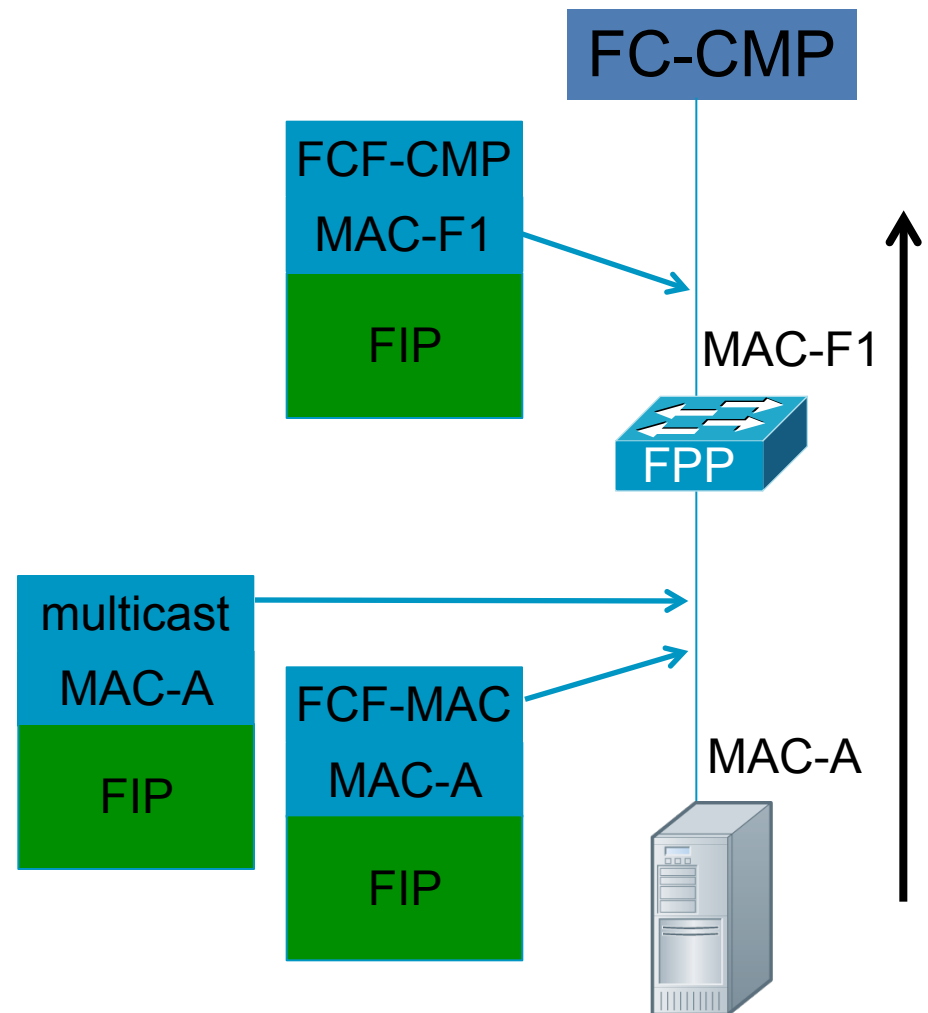 FC-CMP
FCF-CMP
MAC-F1
FIP
MAC-F1
FPP
multicast
MAC-A
FIP
FCF-MAC
MAC-A
FIP
MAC-A